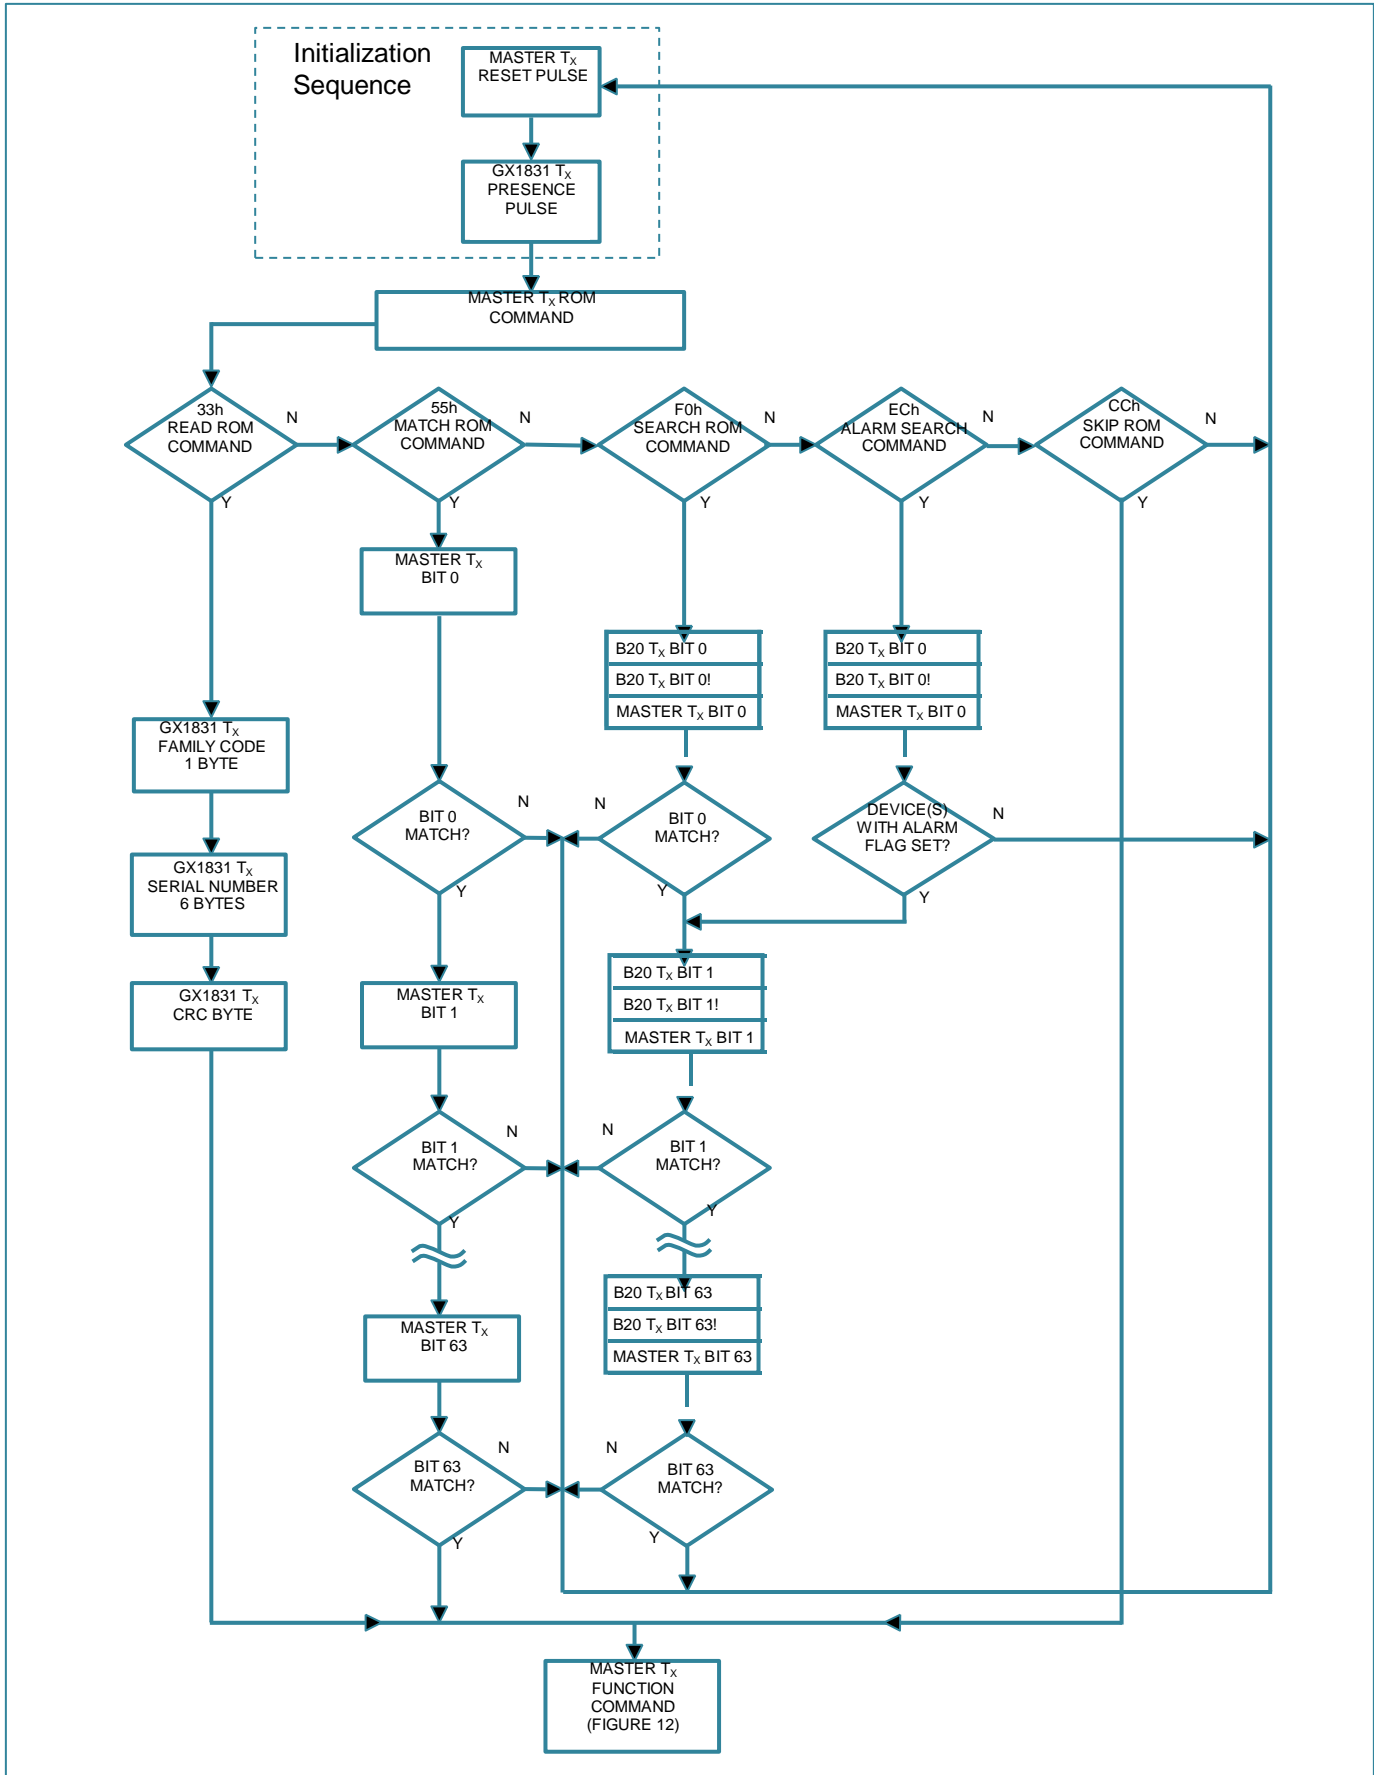 Initialization
Sequence
MASTER TX
RESET PULSE
GX1831 TX
PRESENCE
PULSE
MASTER TX ROM
COMMAND
33h
READ ROM
COMMAND
N
Y
55h
MATCH ROM
COMMAND
N
Y
F0h
SEARCH ROM
COMMAND
N
Y
ECh
ALARM SEARCH
COMMAND
N
Y
CCh
SKIP ROM
COMMAND
N
Y
MASTER TX
BIT 0
B20 TX BIT 0
B20 TX BIT 0!
MASTER TX BIT 0
B20 TX BIT 0
B20 TX BIT 0!
MASTER TX BIT 0
GX1831 TX
FAMILY CODE
1 BYTE
BIT 0
MATCH?
N
Y
N
BIT 0
MATCH?
Y
DEVICE(S)
WITH ALARM
FLAG SET?
N
Y
GX1831 TX
SERIAL NUMBER
6 BYTES
GX1831 TX
CRC BYTE
MASTER TX
BIT 1
B20 TX BIT 1
B20 TX BIT 1!
MASTER TX BIT 1
BIT 1
MATCH?
N
Y
N
BIT 1
MATCH?
Y
MASTER TX
BIT 63
B20 TX BIT 63
B20 TX BIT 63!
MASTER TX BIT 63
BIT 63
MATCH?
N
Y
N
BIT 63
MATCH?
Y
MASTER TX
FUNCTION
COMMAND
(FIGURE 12)